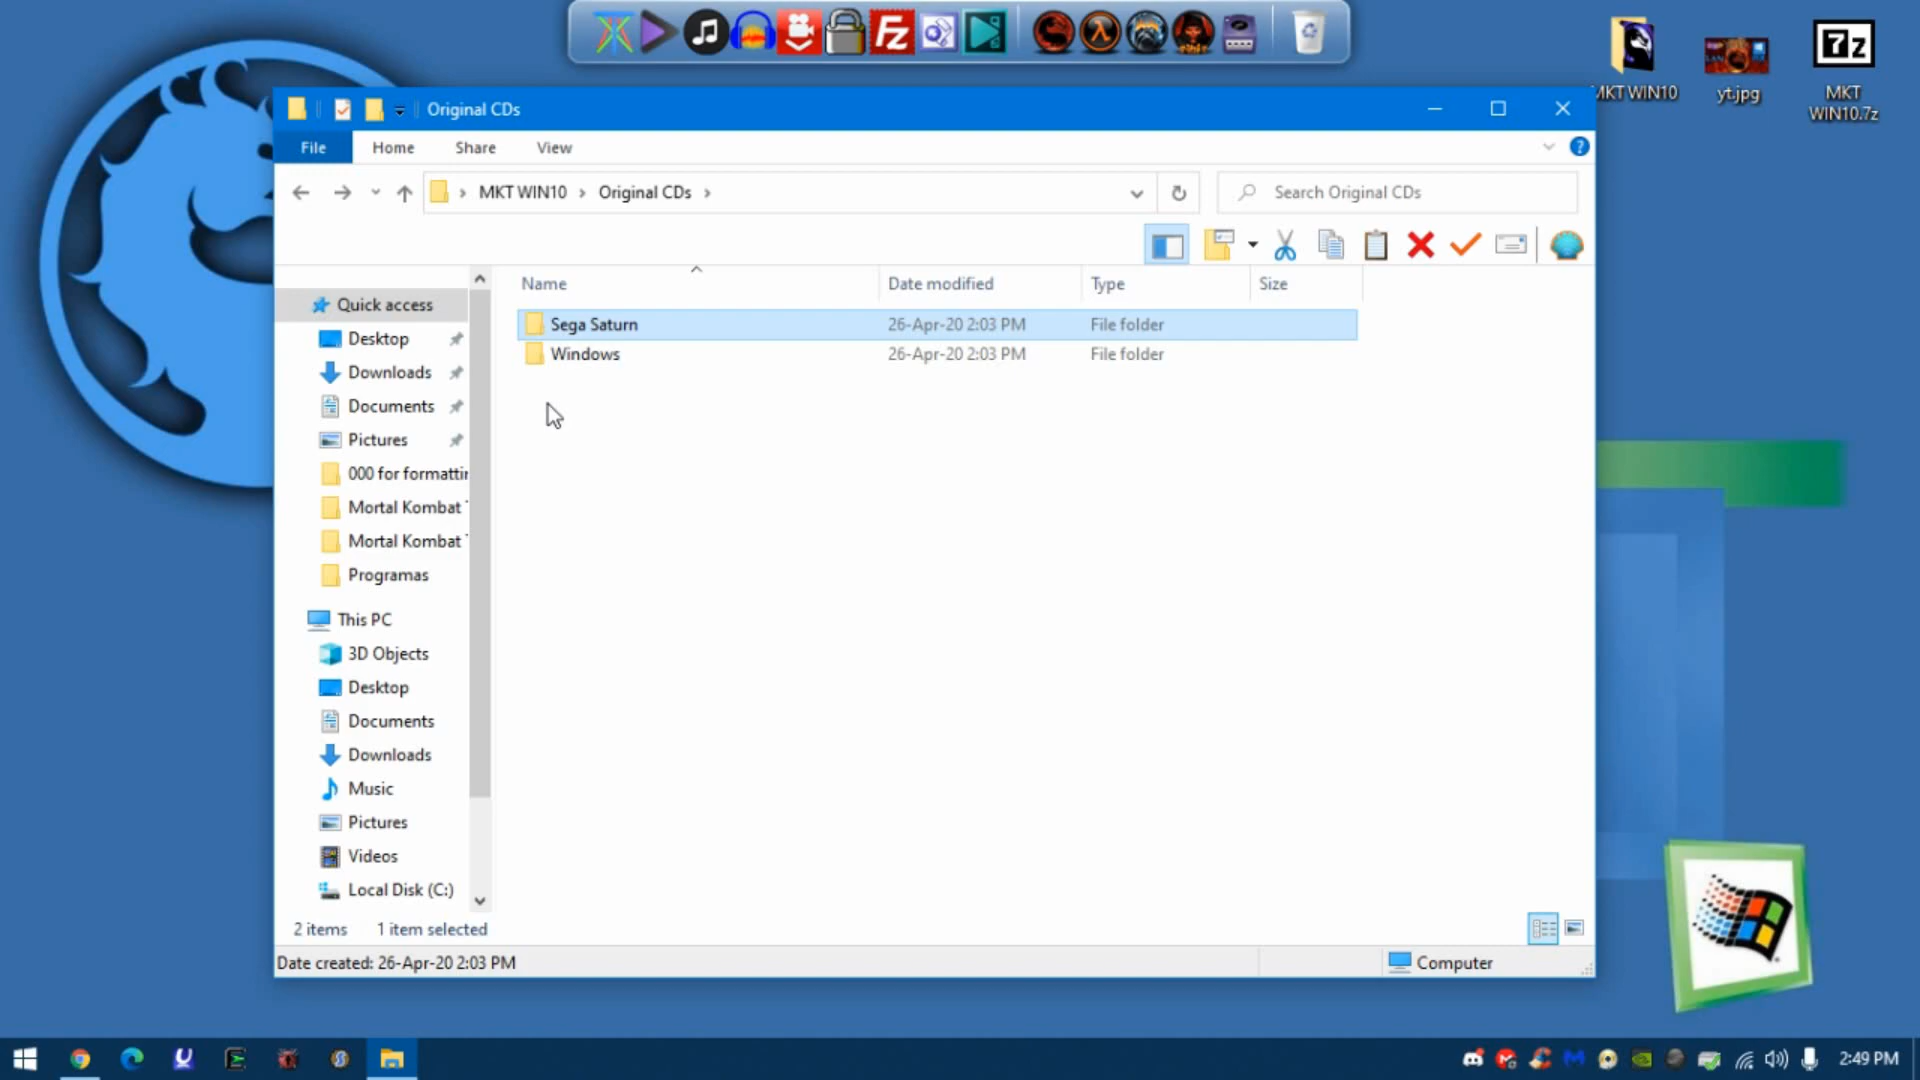 MKT WIN10
yt.jpg
MKT
WIN10.7z
7z
Fz
Original CDs
File
Home
Share
View
MKT WIN10
Original CDs
Search Original CDs
Name
Date modified
Type
Size
Sega Saturn
26-Apr-20 2:03 PM
File folder
Windows
26-Apr-20 2:03 PM
File folder
Quick access
Desktop
Downloads
Documents
Pictures
000 for formattin
Mortal Kombat
Mortal Kombat
Programas
This PC
3D Objects
Desktop
Documents
Downloads
Music
Pictures
Videos
Local Disk (C:)
2 items
1 item selected
Date created: 26-Apr-20 2:03 PM
Computer
2:49 PM